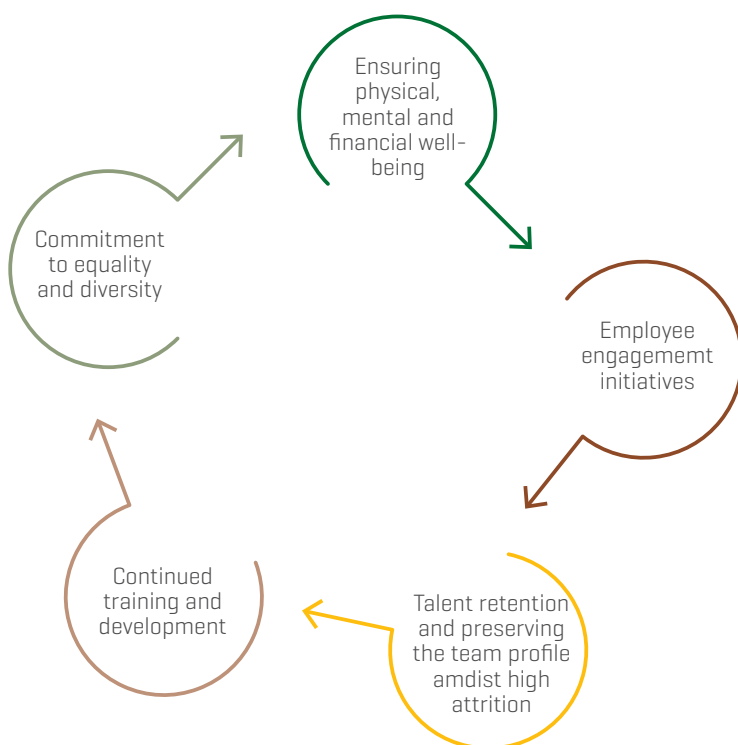 Ensuring
physical,
mental and
financial well-
being
Employee
engagememt
initiatives
Talent retention
and preserving
the team profile
amdist high
attrition
Continued
training and
development
Commitment
to equality
and diversity